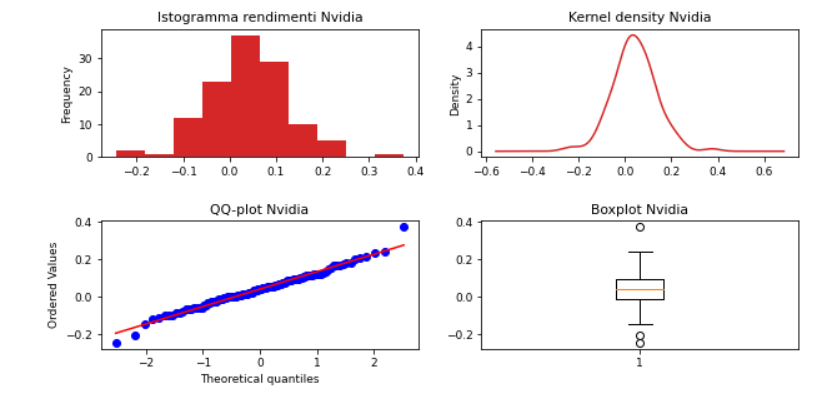 Istogramma rendimenti Nvidia
Frequency
30
20
10
0
−0.2 −0.1 0.0 0.1 0.2 0.3 0.4
Kernel density Nvidia
Density
4
3
2
1
0
−0.6 −0.4 −0.2 0.0 0.2 0.4 0.6
QQ-plot Nvidia
Ordered Values
0.4
0.2
0.0
−0.2
−2 −1 0 1 2
Theoretical quantiles
Boxplot Nvidia
0.4
0.2
0.0
−0.2
1